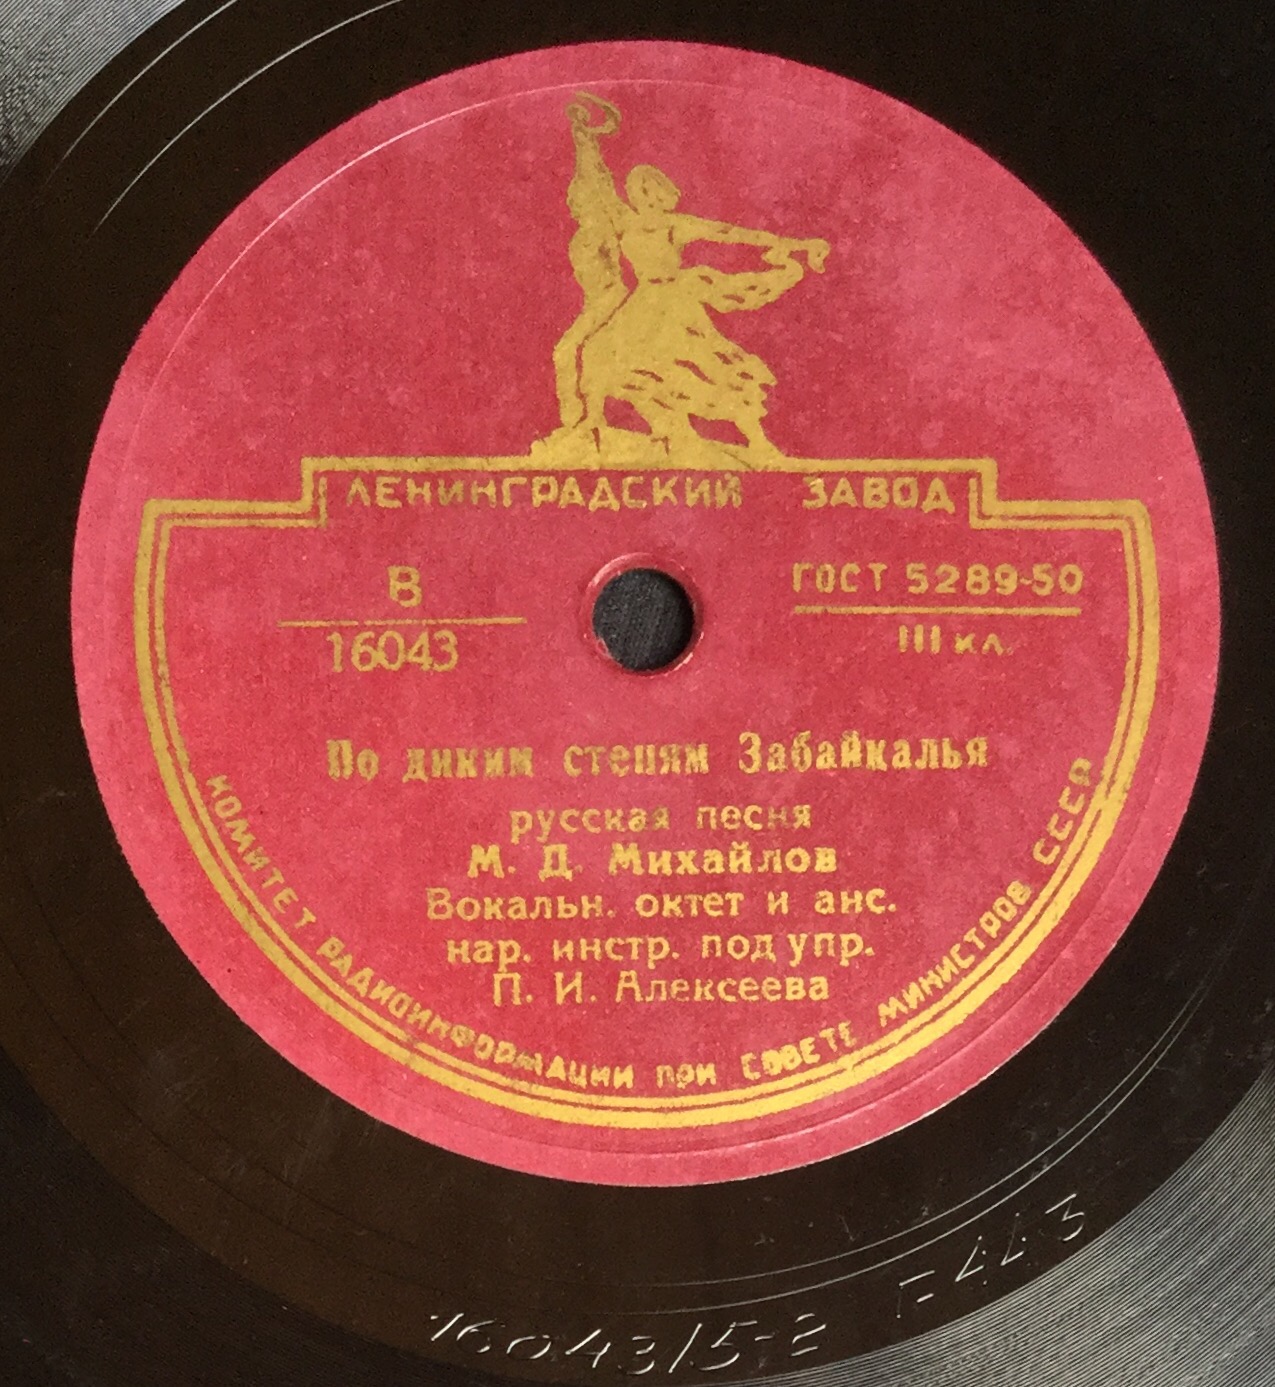 ЛЕНИНГРАДСКИЙ ЗАВОД
В
16043
ГОСТ 5289-50
III кл.
По диким степям Забайкалья
русская песня
М. Д. Михайлов
Вокальн. октет и анс.
нар. инстр. под упр.
П. И. Алексеева
КОМИТЕТ РАДИОИНФОРМАЦИИ ПРИ СОВЕТЕ МИНИСТРОВ СССР
16043/5-2